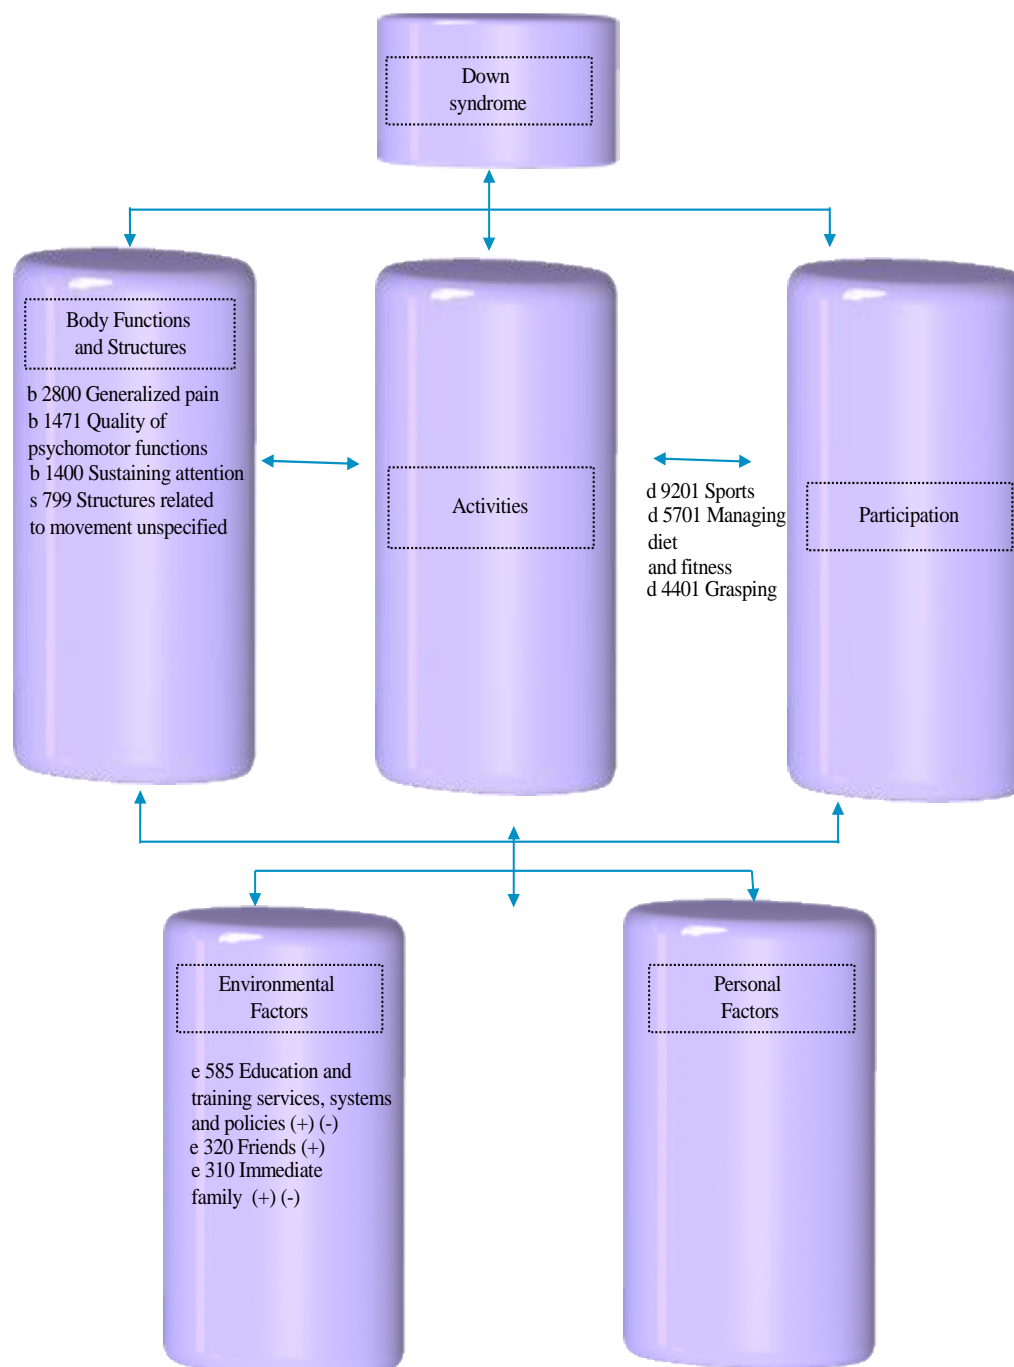 Down
syndrome
Body Functions
and Structures
b 2800 Generalized pain
b 1471 Quality of
psychomotor functions
b 1400 Sustaining attention
s 799 Structures related
to movement unspecified
Activities
d 9201 Sports
d 5701 Managing
diet
and fitness
d 4401 Grasping
Participation
Environmental
Factors
e 585 Education and
training services, systems
and policies (+) (-)
e 320 Friends (+)
e 310 Immediate
family (+) (-)
Personal
Factors